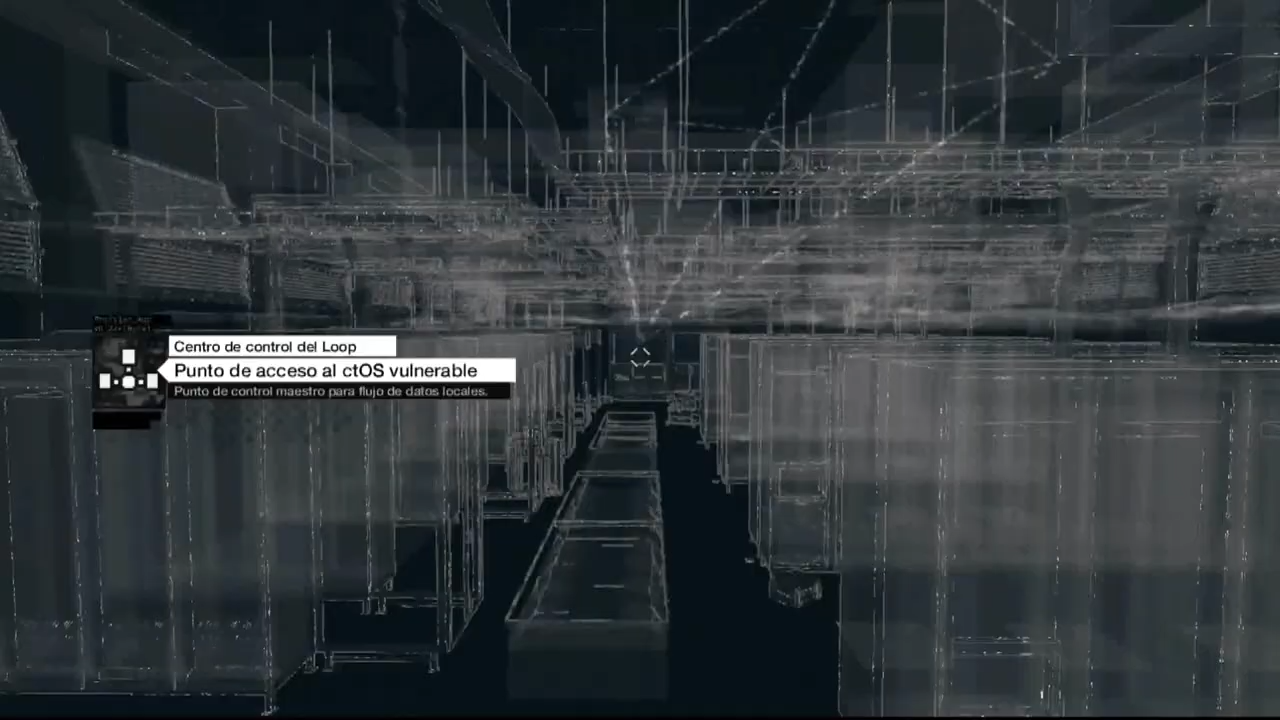 Centro de control del Loop
Punto de acceso al ctOS vulnerable
Punto de control maestro para flujo de datos locales.